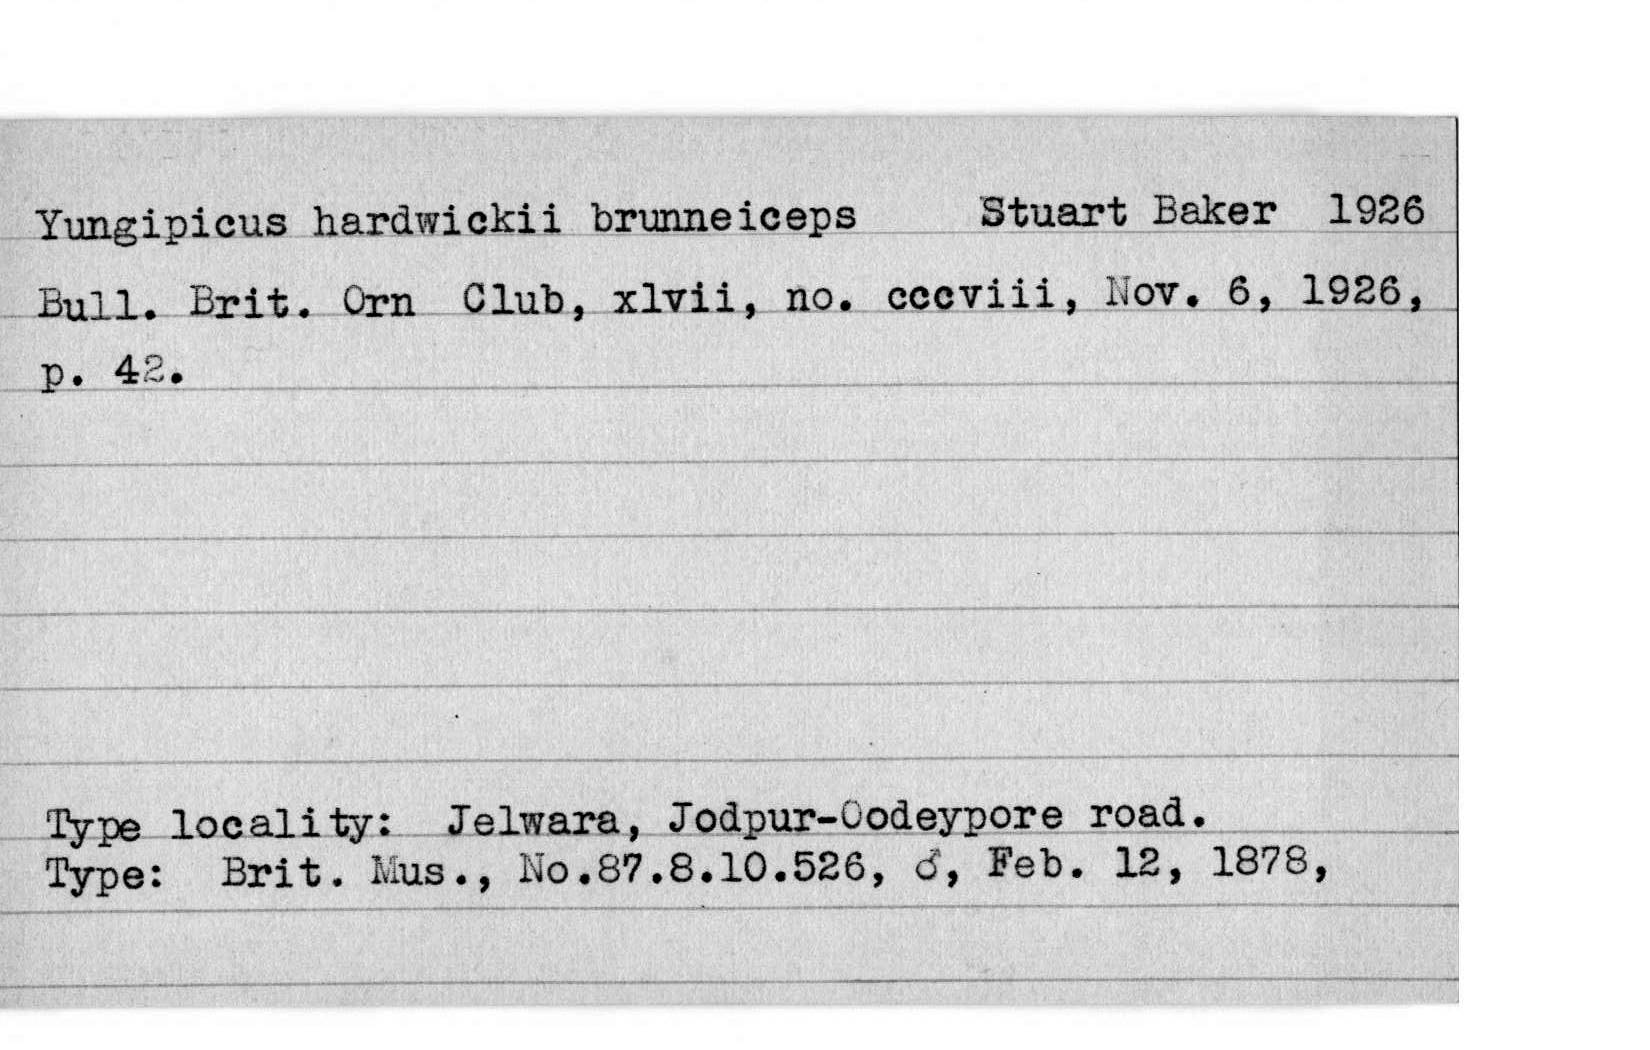 Yungipicus hardwickii brunneiceps Stuart Baker 1926
Bull. Brit. Orn Club, xlvii, no. cccviii, Nov. 6, 1926,
p. 42.
Type locality: Jelwara, Jodpur-Oodeypore road.
Type: Brit. Mus., No.87.8.10.526, ♂, Feb. 12, 1878,